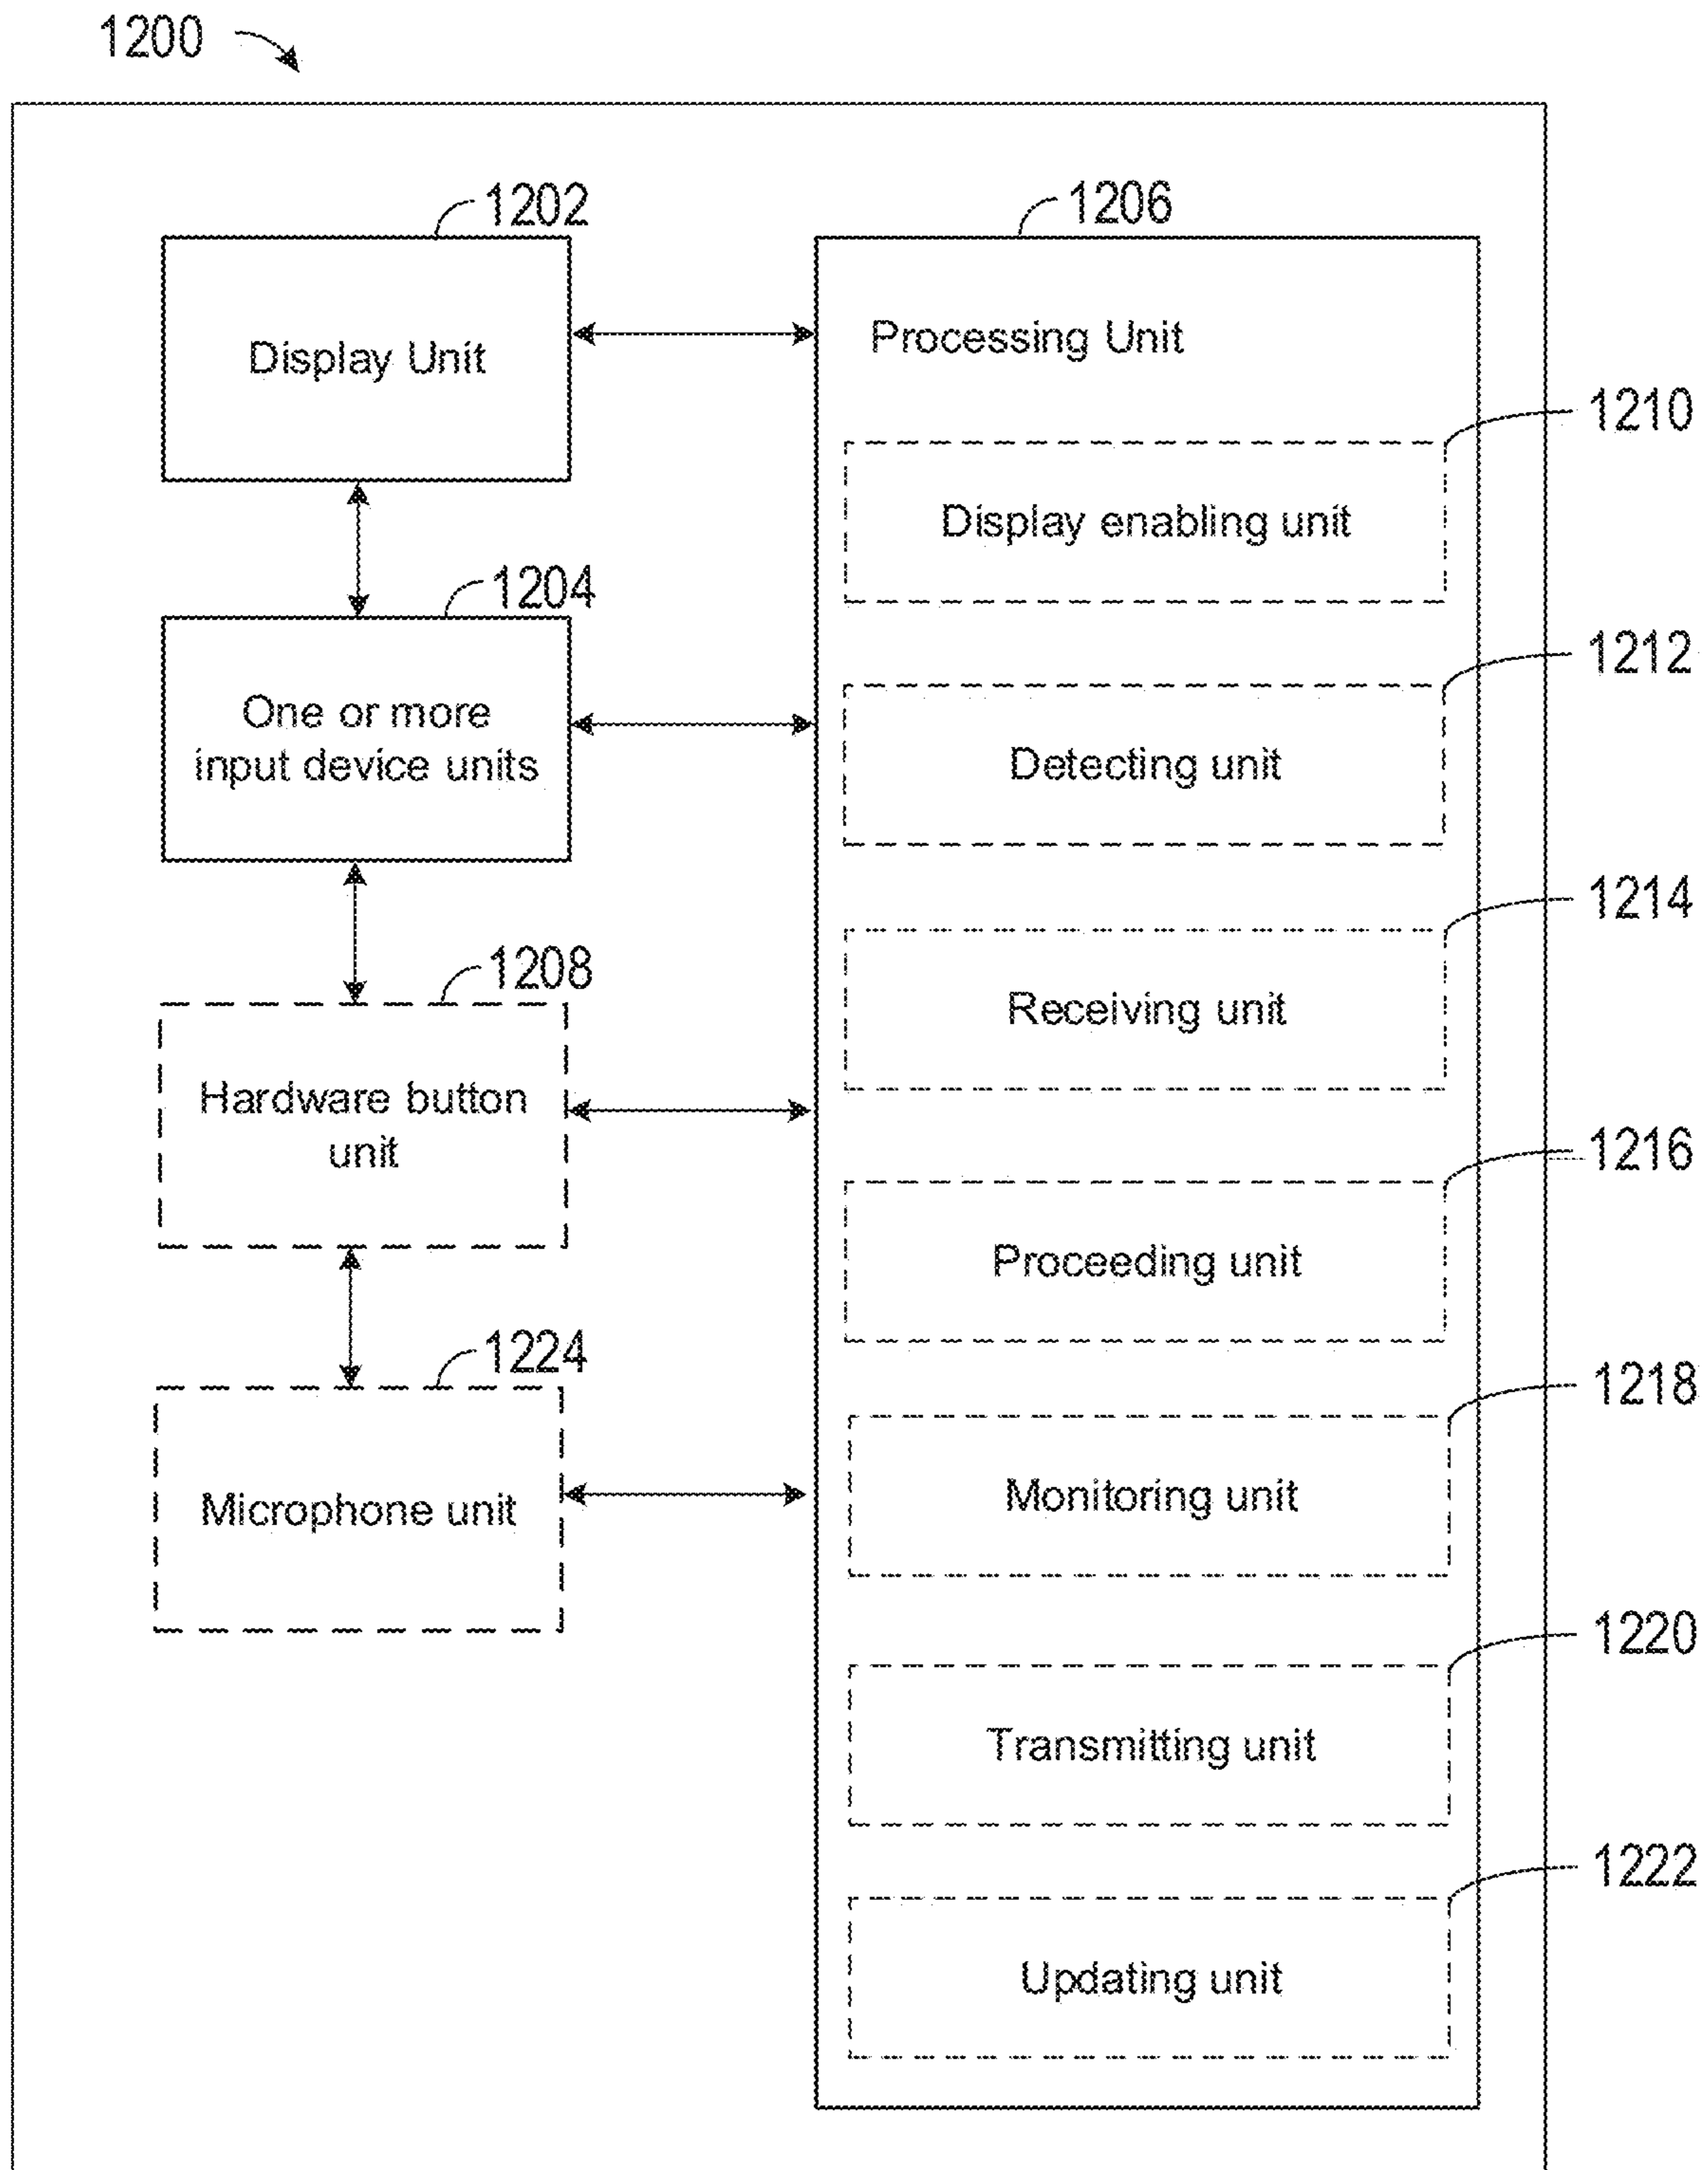 1200
1202
1206
Display Unit
Processing Unit
1210
Display enabling unit
1204
1212
One or more
input device units
Detecting unit
1214
1208
Receiving unit
Hardware button
unit
1216
Proceeding unit
1224
1218
Microphone unit
Monitoring unit
1220
Transmitting unit
1222
Updating unit